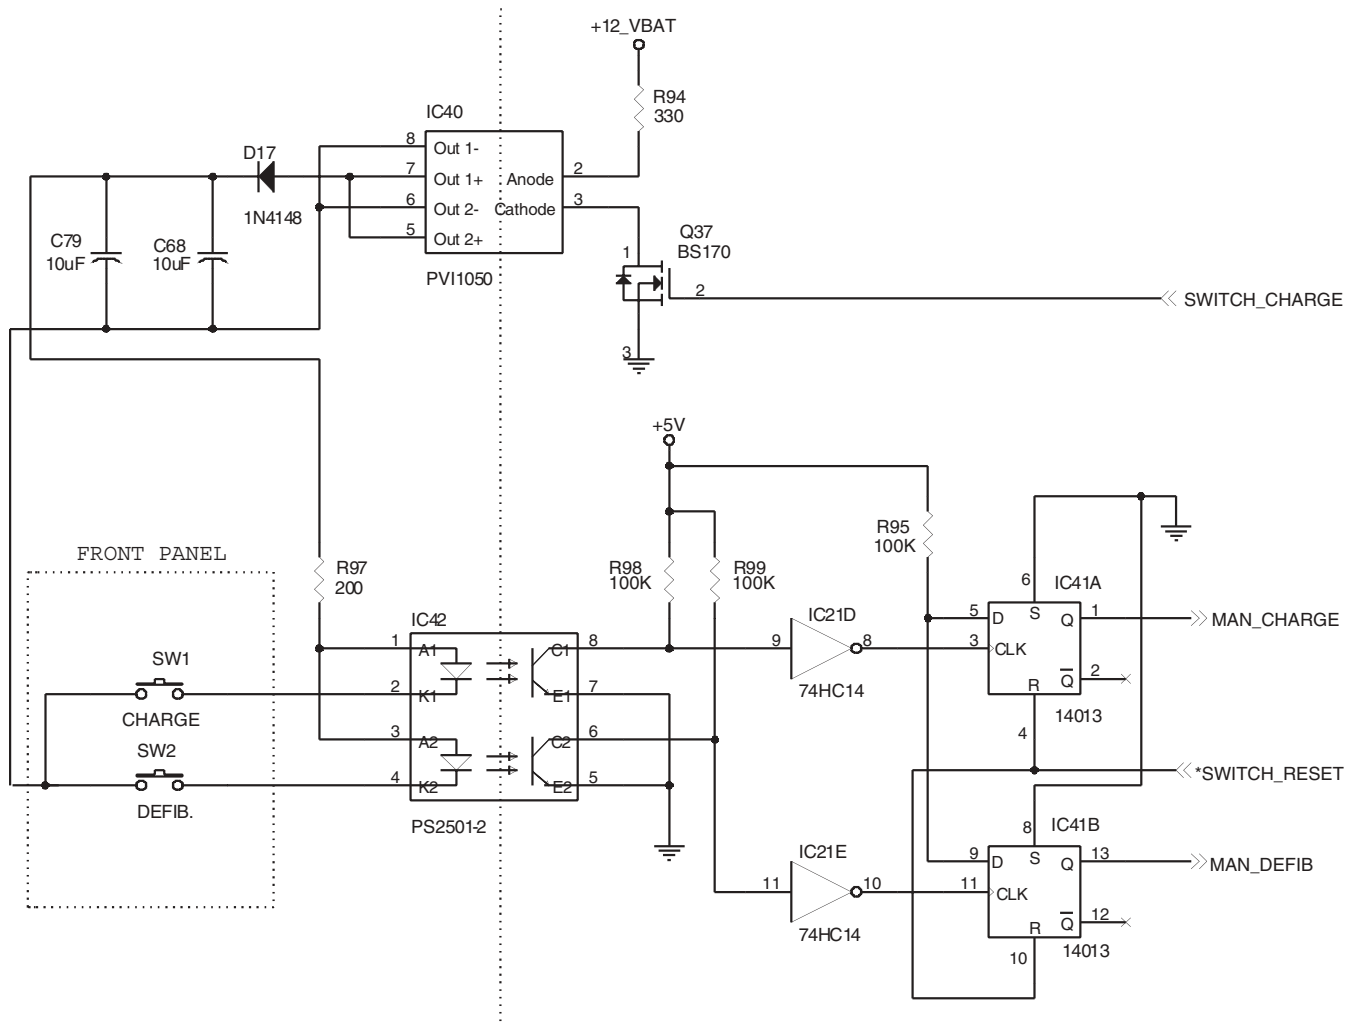 +12_VBAT
R94
330
IC40
8
Out 1-
D17
7
Out 1+
Anode
2
6
Out 2-
Cathode
3
1N4148
5
Out 2+
C79
10uF
C68
10uF
PVI1050
Q37
BS170
1
2
SWITCH_CHARGE
3
+5V
R95
100K
FRONT PANEL
R97
200
R98
100K
R99
100K
6
IC41A
IC42
IC21D
5
D
S
Q
1
MAN_CHARGE
1
A1
C1
8
9
8
3
CLK
SW1
2
K1
E1
7
74HC14
R
Q
2
14013
CHARGE
3
A2
C2
6
4
SW2
4
K2
E2
5
*SWITCH_RESET
DEFIB.
PS2501-2
8
IC41B
IC21E
9
D
S
Q
13
MAN_DEFIB
11
10
11
CLK
74HC14
R
Q
12
10
14013